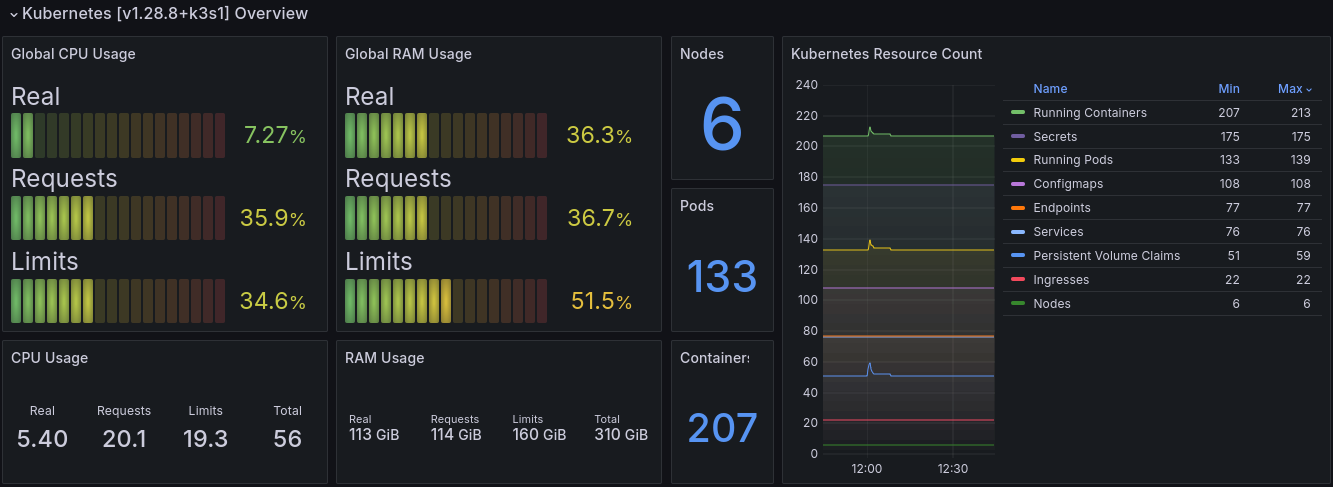 Kubernetes [v1.28.8+k3s1] Overview
Global CPU Usage
Real
7.27%
Requests
35.9%
Limits
34.6%
Global RAM Usage
Real
36.3%
Requests
36.7%
Limits
51.5%
Nodes
6
Pods
133
CPU Usage
Real Requests Limits Total
5.40 20.1 19.3 56
RAM Usage
Real Requests Limits Total
113 GiB 114 GiB 160 GiB 310 GiB
Containers
207
Kubernetes Resource Count
240
220
200
180
160
140
120
100
80
60
40
20
0
12:00 12:30
Name Min Max
Running Containers 207 213
Secrets 175 175
Running Pods 133 139
Configmaps 108 108
Endpoints 77 77
Services 76 76
Persistent Volume Claims 51 59
Ingresses 22 22
Nodes 6 6